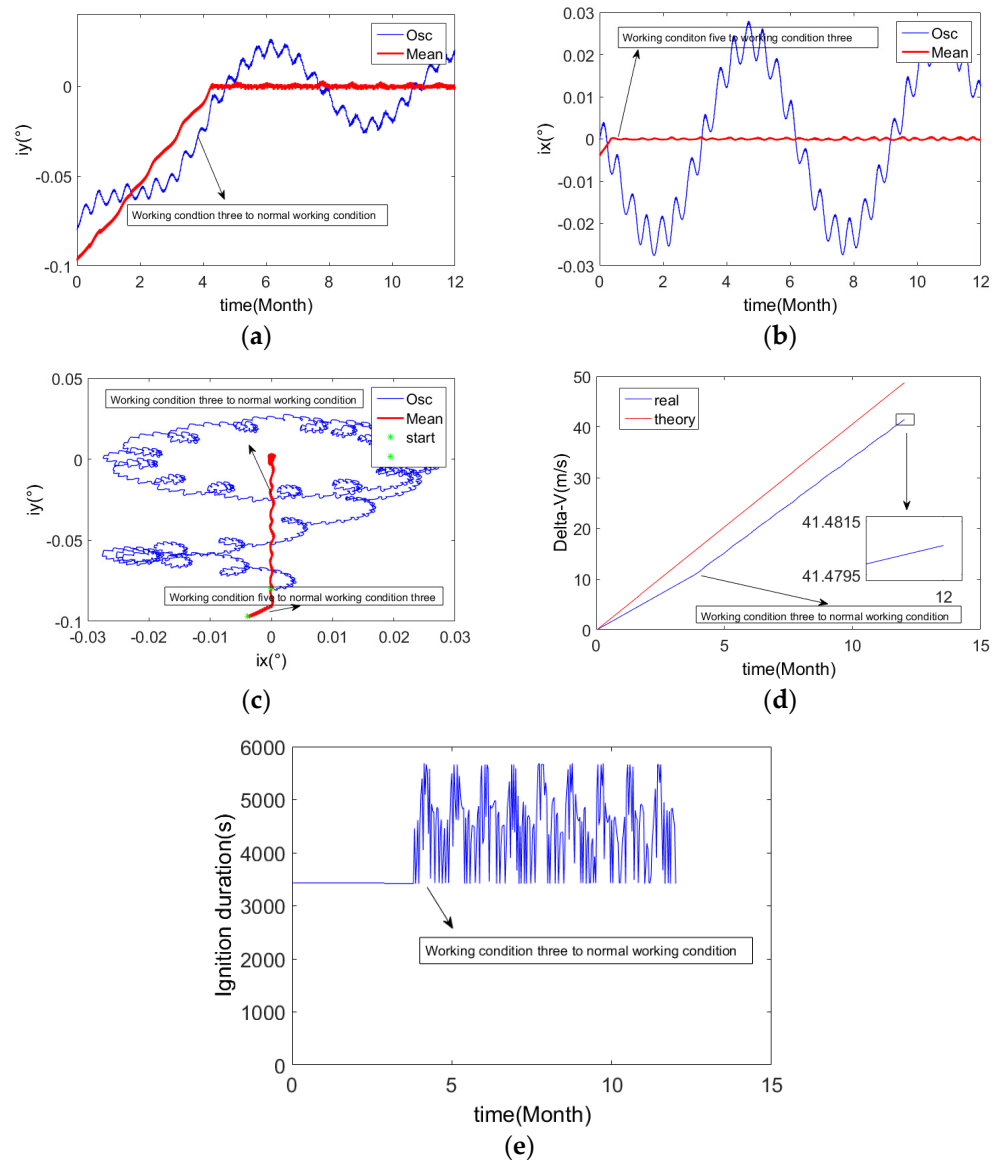 Osc
Mean
0
-0.05
-0.1
iy(°)
Working condtion three to normal working condition
0 2 4 6 8 10 12
time(Month)
(a)
0.03
0.02
0.01
0
-0.01
-0.02
-0.03
ix(°)
Working conditon five to working condition three
Osc
Mean
0 2 4 6 8 10 12
time(Month)
(b)
0.05
0
-0.05
-0.1
iy(°)
Working condition three to normal working condition
Osc
Mean
start
Working condition five to normal working condition three
-0.03 -0.02 -0.01 0 0.01 0.02 0.03
ix(°)
(c)
50
40
30
20
10
0
Delta-V(m/s)
real
theory
41.4815
41.4795
12
Working condition three to normal working condition
0 5 10 15
time(Month)
(d)
6000
5000
4000
3000
2000
1000
0
Ignition duration(s)
Working condition three to normal working condition
0 5 10 15
time(Month)
(e)